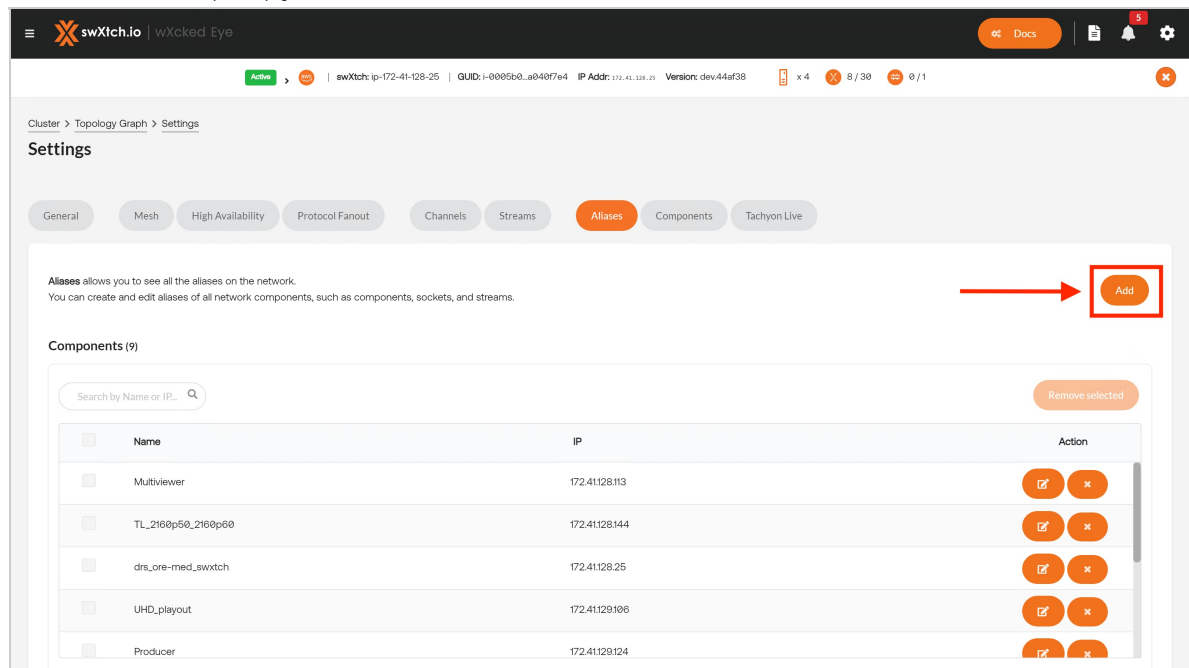 swXtch.io | wXcked Eye
Docs
5
Active
aws
swXtch: ip-172-41-128-25 | GUID: i-0005b0…a040f7e4 IP Addr: 172.41.128.25 Version: dev.44af38
x 4
8 / 30
0 / 1
Cluster > Topology Graph > Settings
Settings
General Mesh High Availability Protocol Fanout Channels Streams Aliases Components Tachyon Live
Aliases allows you to see all the aliases on the network.
You can create and edit aliases of all network components, such as components, sockets, and streams.
Add
Components (9)
Search by Name or IP...
Remove selected
Name IP Action
Multiviewer 172.41.128.113
TL_2160p50_2160p60 172.41.128.144
drs_ore-med_swxtch 172.41.128.25
UHD_playout 172.41.129.106
Producer 172.41.129.124